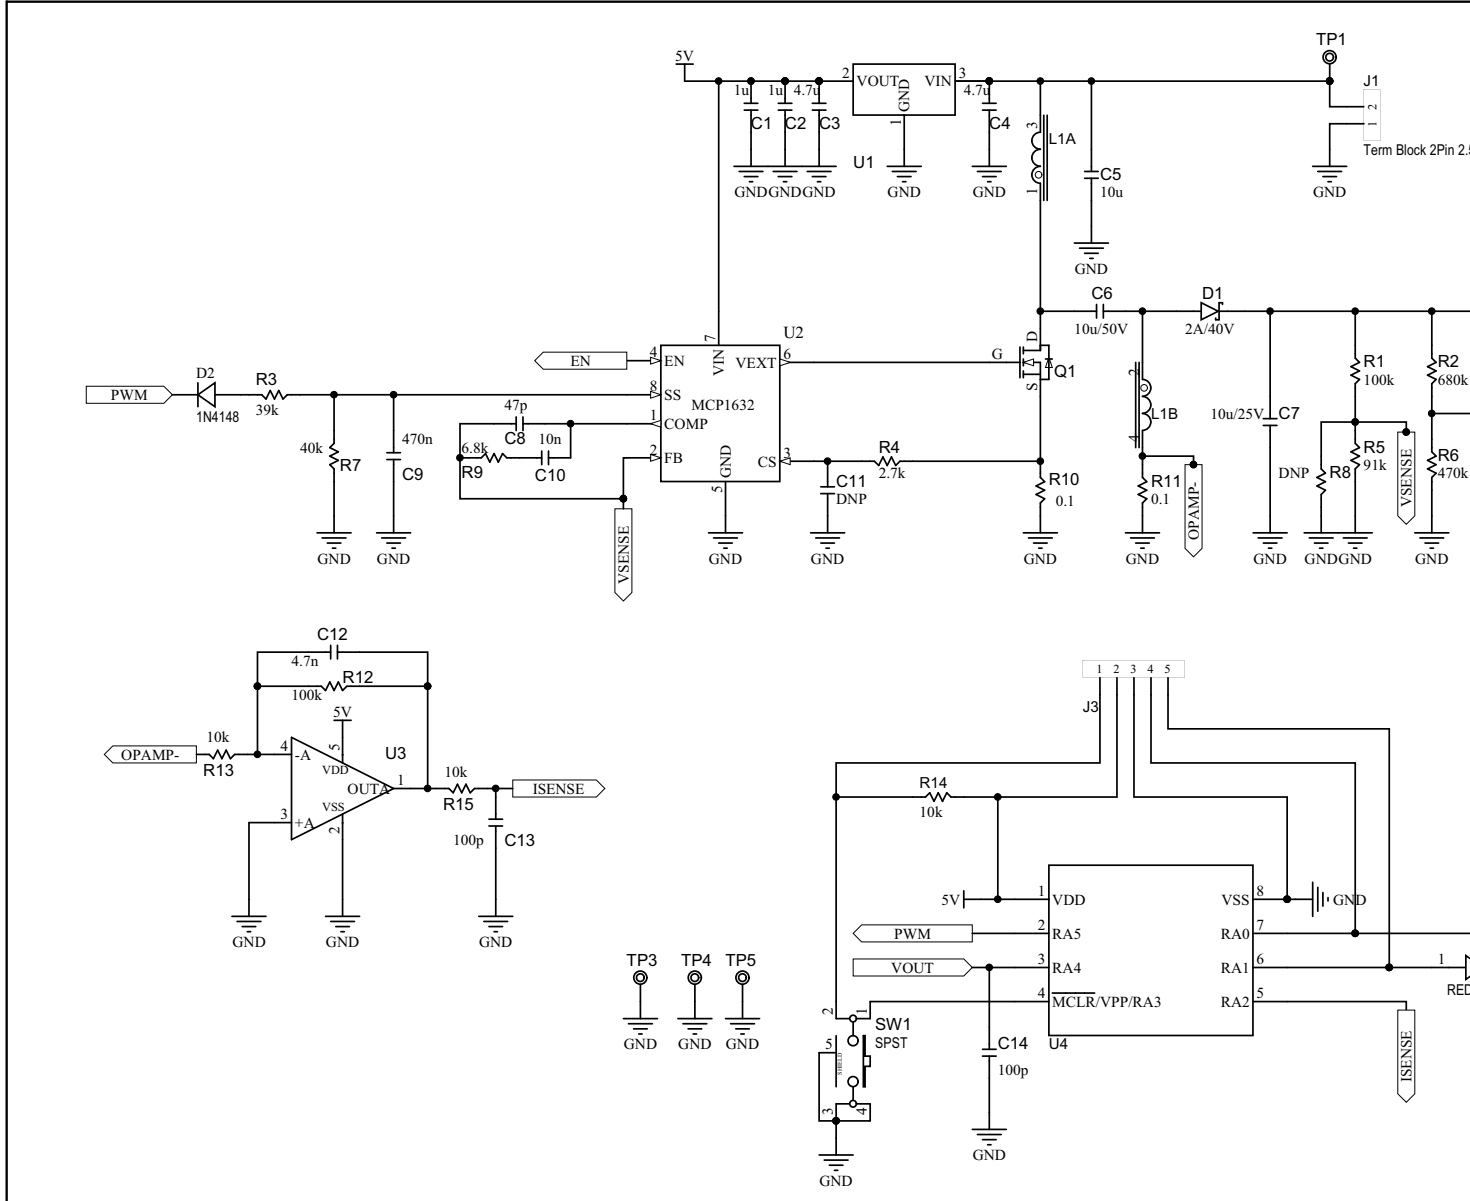 TP1
J1
2
1
Term Block 2Pin 2.5
GND
5V
1u
C1
1u
C2
4.7u
C3
GND GND GND
2
VOUT
GND
VIN
3
1
U1
GND
4.7u
C4
GND
3
L1A
1
C5
10u
GND
C6
10u/50V
D1
2A/40V
U2
7
VIN
4
EN
EN
6
VEXT
G
D
S
Q1
PWM
D2
1N4148
R3
39k
8
SS
MCP1632
1
COMP
2
FB
GND
5
CS
3
47p
C8
6.8k
R9
10n
C10
40k
R7
470n
C9
GND
GND
VSENSE
GND
R4
2.7k
C11
DNP
GND
R10
0.1
GND
2
L1B
4
R11
0.1
OPAMP-
GND
10u/25V
C7
GND
R1
100k
DNP
R8
R5
91k
VSENSE
GND GND
R2
680k
R6
470k
GND
C12
4.7n
R12
100k
5V
OPAMP-
10k
R13
4
-A
5
VDD
U3
OUTA
1
VSS
2
3
+A
10k
R15
ISENSE
100p
C13
GND
GND
GND
1 2 3 4 5
J3
R14
10k
5V
1
VDD
VSS
8
GND
PWM
2
RA5
RA0
7
VOUT
3
RA4
RA1
6
1
RED
4
MCLR/VPP/RA3
RA2
5
U4
ISENSE
TP3
TP4
TP5
GND
GND
GND
2
1
SW1
SPST
5
SHIELD
3
4
GND
C14
100p
GND